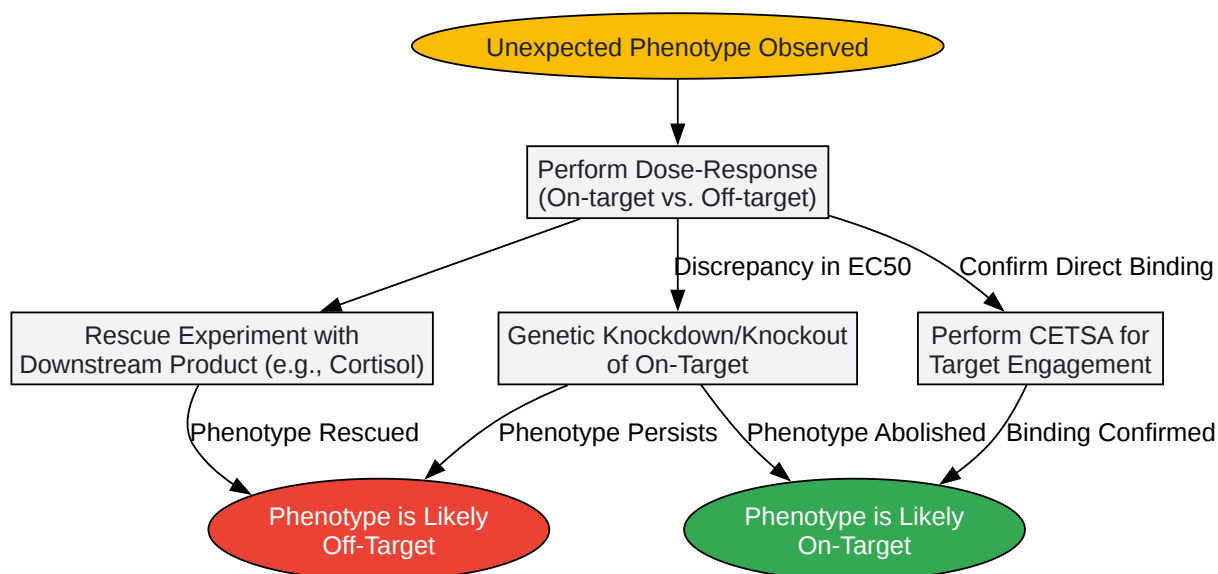 Unexpected Phenotype Observed
Perform Dose-Response
(On-target vs. Off-target)
Discrepancy in EC50
Confirm Direct Binding
Rescue Experiment with
Downstream Product (e.g., Cortisol)
Genetic Knockdown/Knockout
of On-Target
Perform CETSA for
Target Engagement
Phenotype Rescued
Phenotype Persists
Phenotype Abolished
Binding Confirmed
Phenotype is Likely
Off-Target
Phenotype is Likely
On-Target